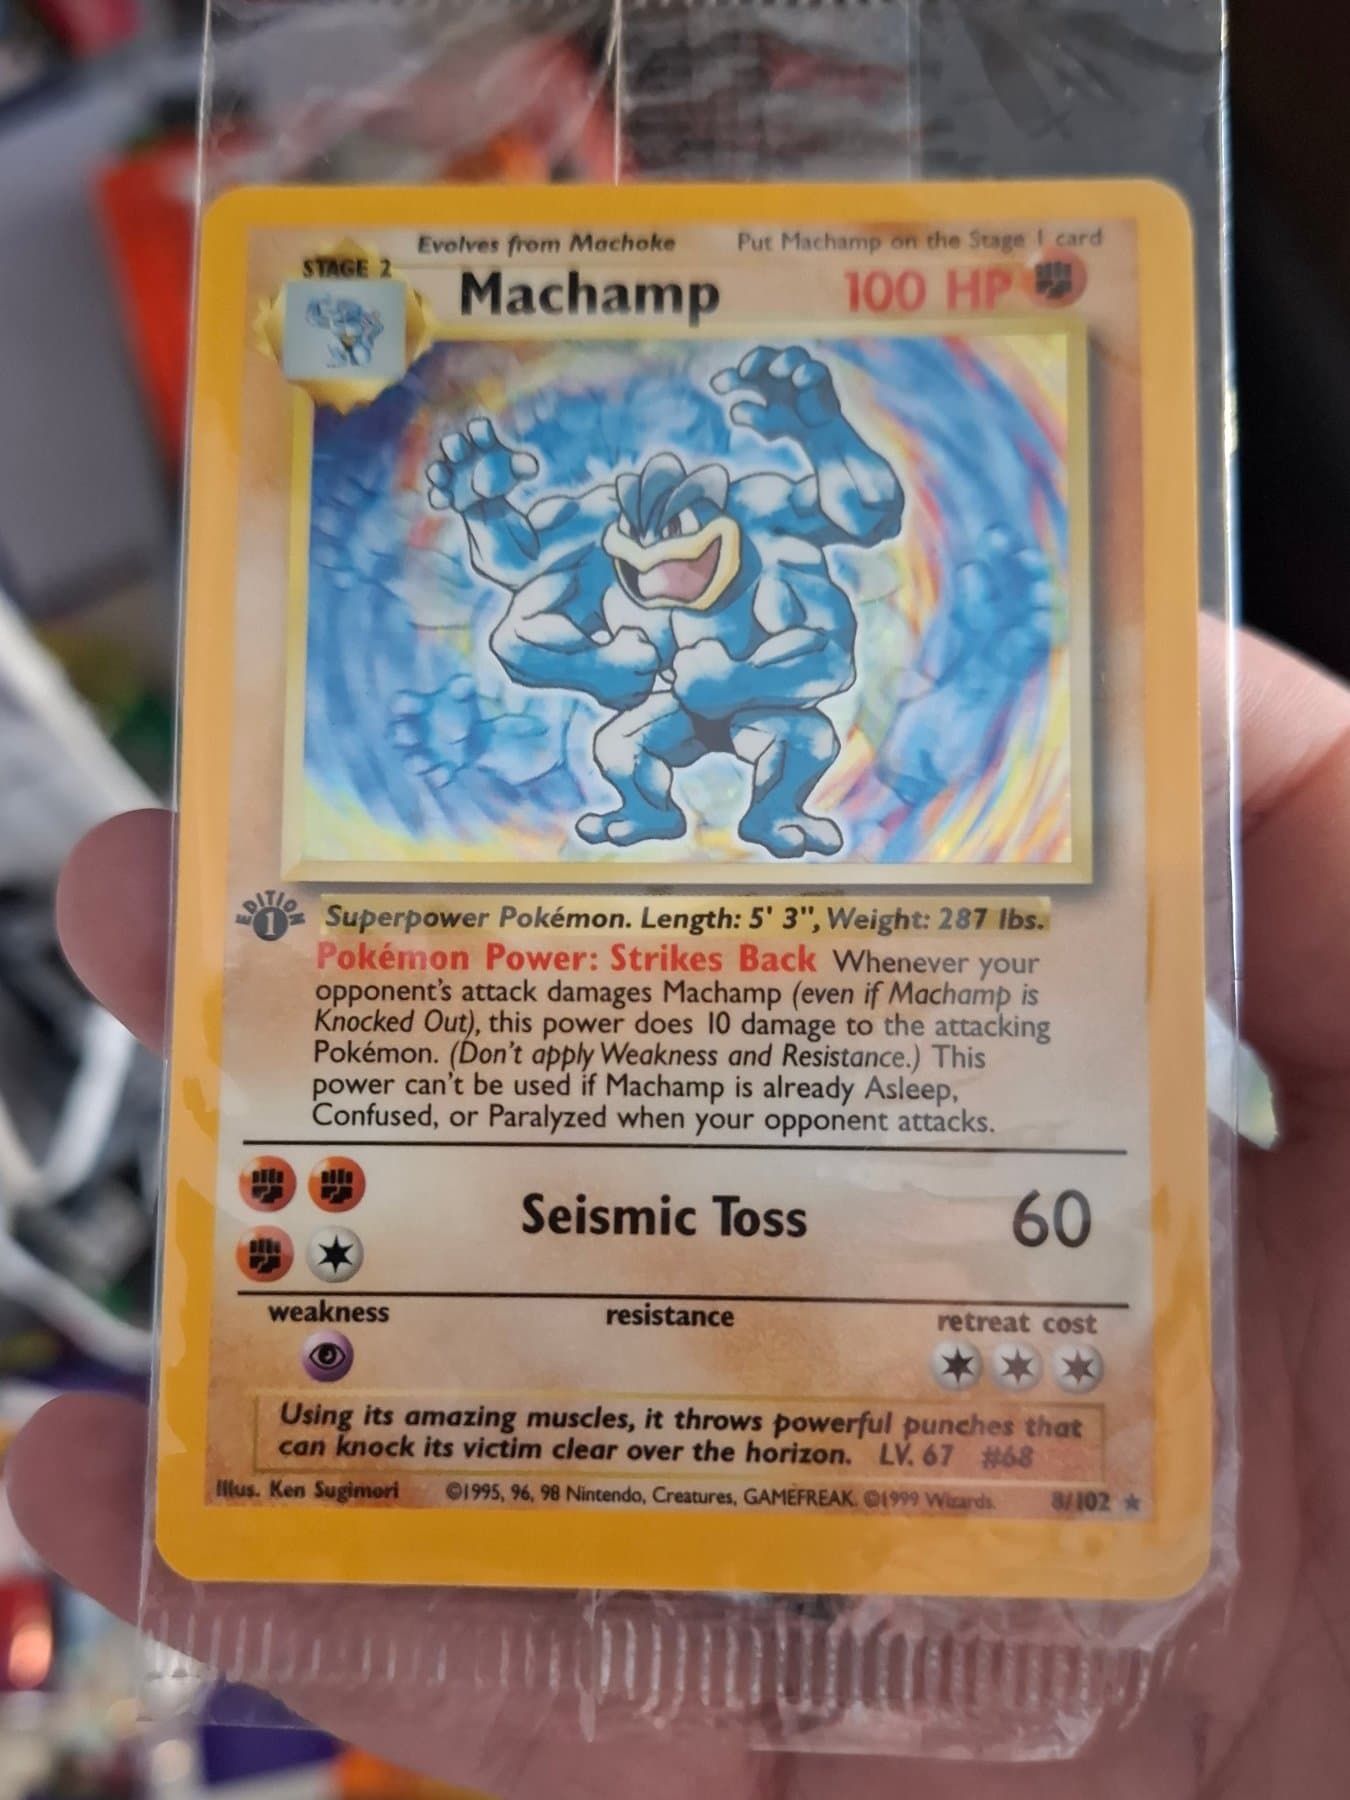 Evolves from Machoke Put Machamp on the Stage I card
STAGE 2 Machamp 100 HP
EDITION 1
Superpower Pokémon. Length: 5' 3", Weight: 287 lbs.
Pokémon Power: Strikes Back Whenever your
opponent's attack damages Machamp (even if Machamp is
Knocked Out), this power does 10 damage to the attacking
Pokémon. (Don't apply Weakness and Resistance.) This
power can't be used if Machamp is already Asleep,
Confused, or Paralyzed when your opponent attacks.
Seismic Toss 60
weakness resistance retreat cost
Using its amazing muscles, it throws powerful punches that
can knock its victim clear over the horizon. LV. 67 #68
Illus. Ken Sugimori ©1995, 96, 98 Nintendo, Creatures, GAMEFREAK. ©1999 Wizards. 8/102 ★